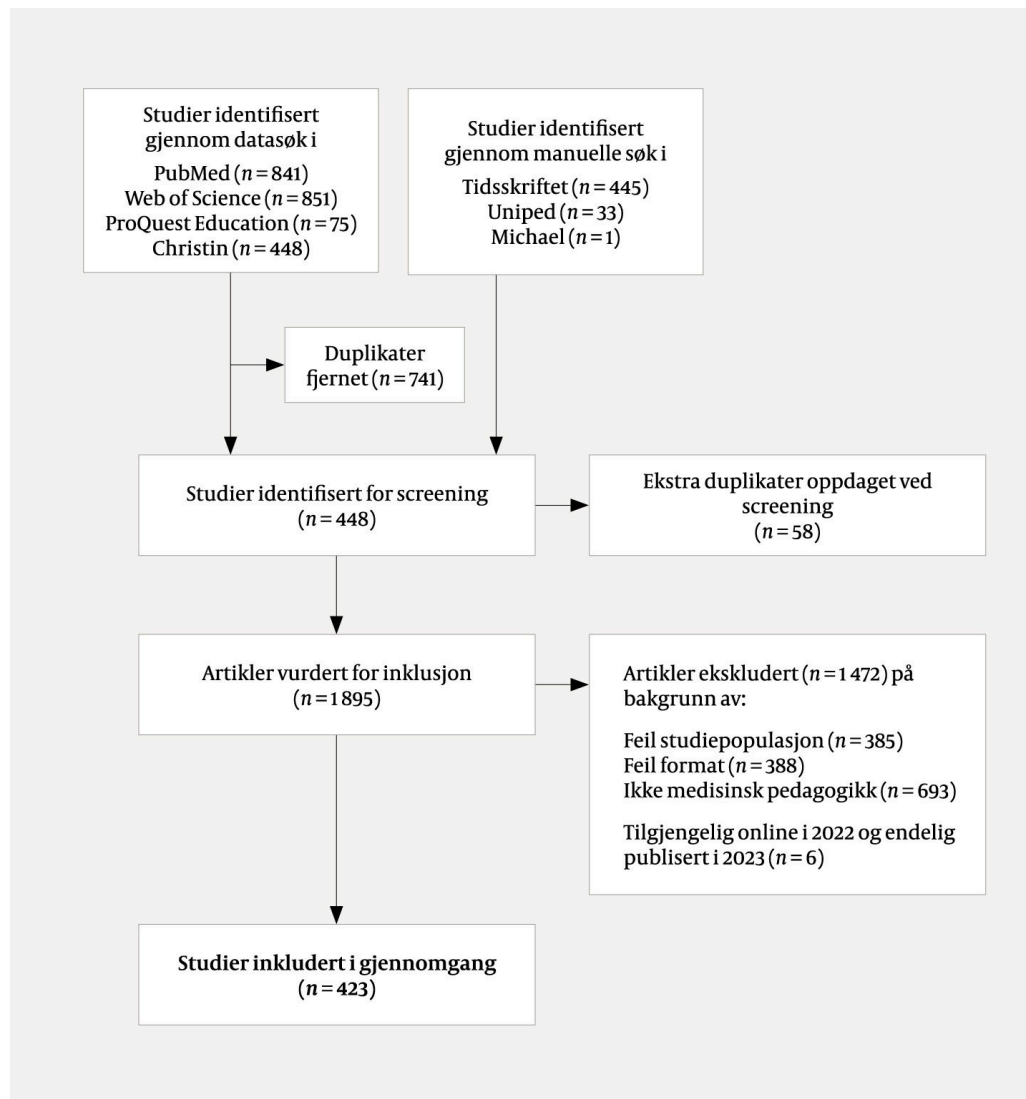 Studier identifisert
gjennom datasøk i
PubMed (n = 841)
Web of Science (n = 851)
ProQuest Education (n = 75)
Christin (n = 448)
Studier identifisert
gjennom manuelle søk i
Tidsskriftet (n = 445)
Uniped (n = 33)
Michael (n = 1)
Duplikater
fjernet (n = 741)
Studier identifisert for screening
(n = 448)
Ekstra duplikater oppdaget ved
screening
(n = 58)
Artikler vurdert for inklusjon
(n = 1895)
Artikler ekskludert (n = 1 472) på
bakgrunn av:
Feil studiepopulasjon (n = 385)
Feil format (n = 388)
Ikke medisinsk pedagogikk (n = 693)
Tilgjengelig online i 2022 og endelig
publisert i 2023 (n = 6)
Studier inkludert i gjennomgang
(n = 423)